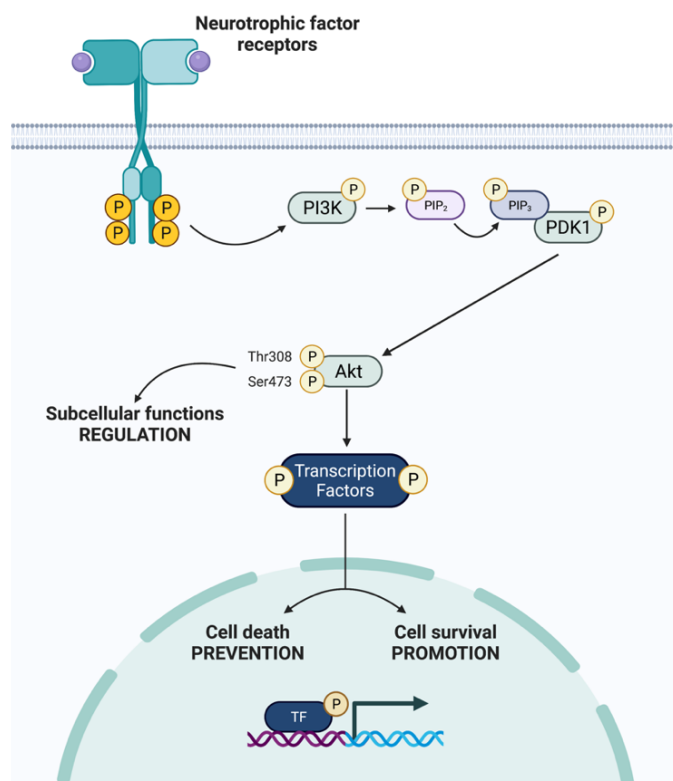 Neurotrophic factor
receptors
P
P
P
P
PI3K
P
PIP₂
P
PIP₃
P
PDK1
P
Thr308
P
Ser473
P
Akt
Subcellular functions
REGULATION
P
Transcription
Factors
P
Cell death
PREVENTION
Cell survival
PROMOTION
TF
P